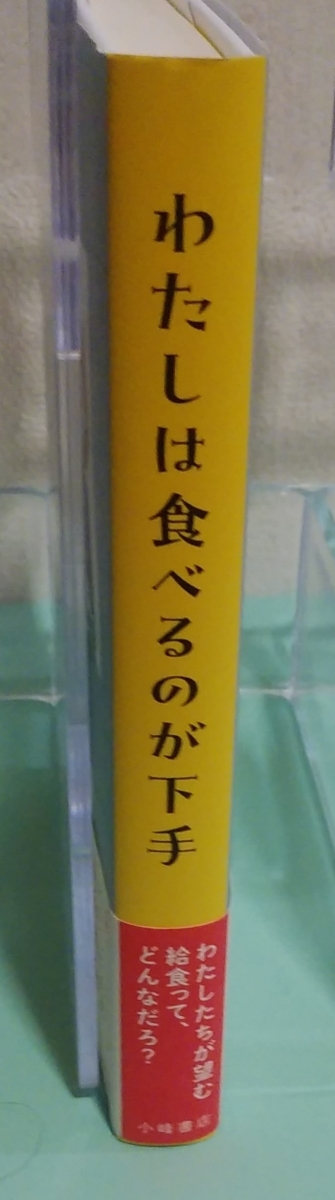 わたしは食べるのが下手
わたしたちが望む
給食って、
どんなだろ?
小峰書店